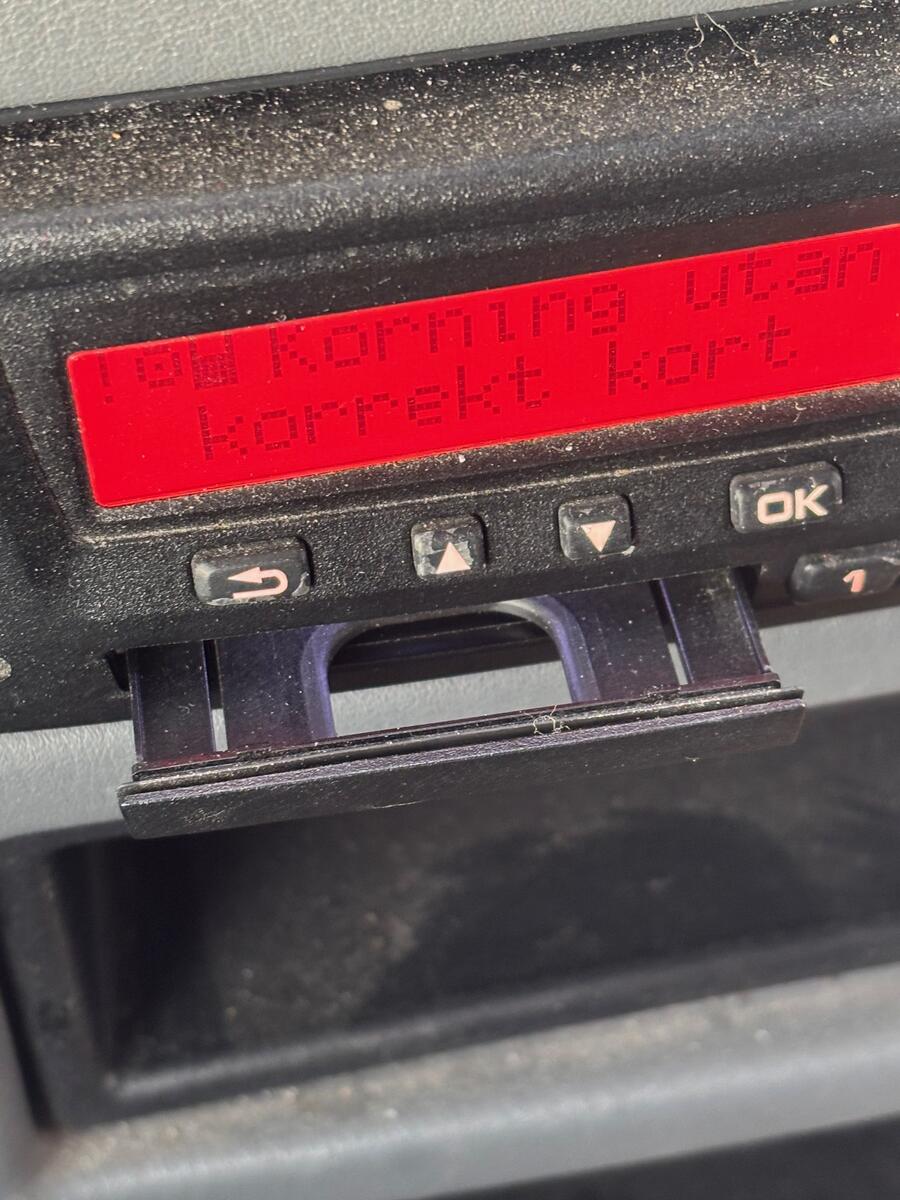 ! Körning utan
korrekt kort
OK
1